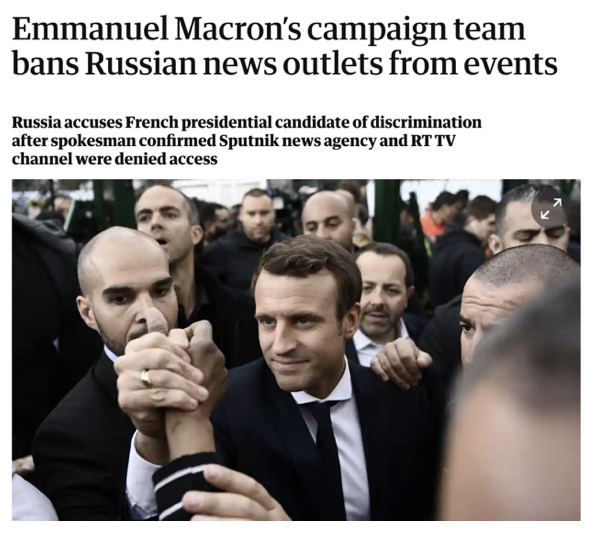 Emmanuel Macron’s campaign team
bans Russian news outlets from events
Russia accuses French presidential candidate of discrimination
after spokesman confirmed Sputnik news agency and RT TV
channel were denied access